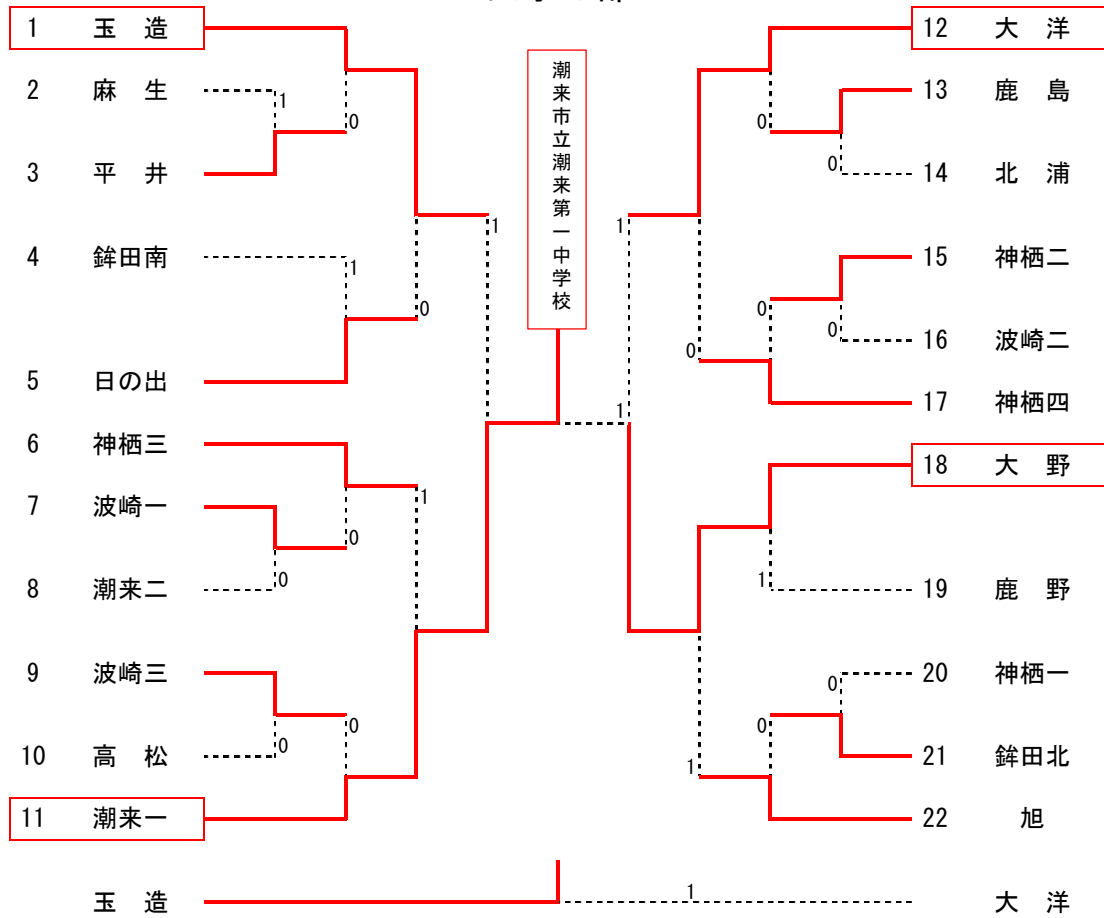 1 玉 造
2 麻 生
3 平 井
4 鉾田南
5 日の出
6 神栖三
7 波崎一
8 潮来二
9 波崎三
10 高 松
11 潮来一
玉 造
1
0
1
0
1
0
0
1
0
0
潮来市立潮来第一中学校
1
1
1
0
0
0
0
0
1
0
0
1
1
12 大 洋
13 鹿 島
14 北 浦
15 神栖二
16 波崎二
17 神栖四
18 大 野
19 鹿 野
20 神栖一
21 鉾田北
22 旭
大 洋